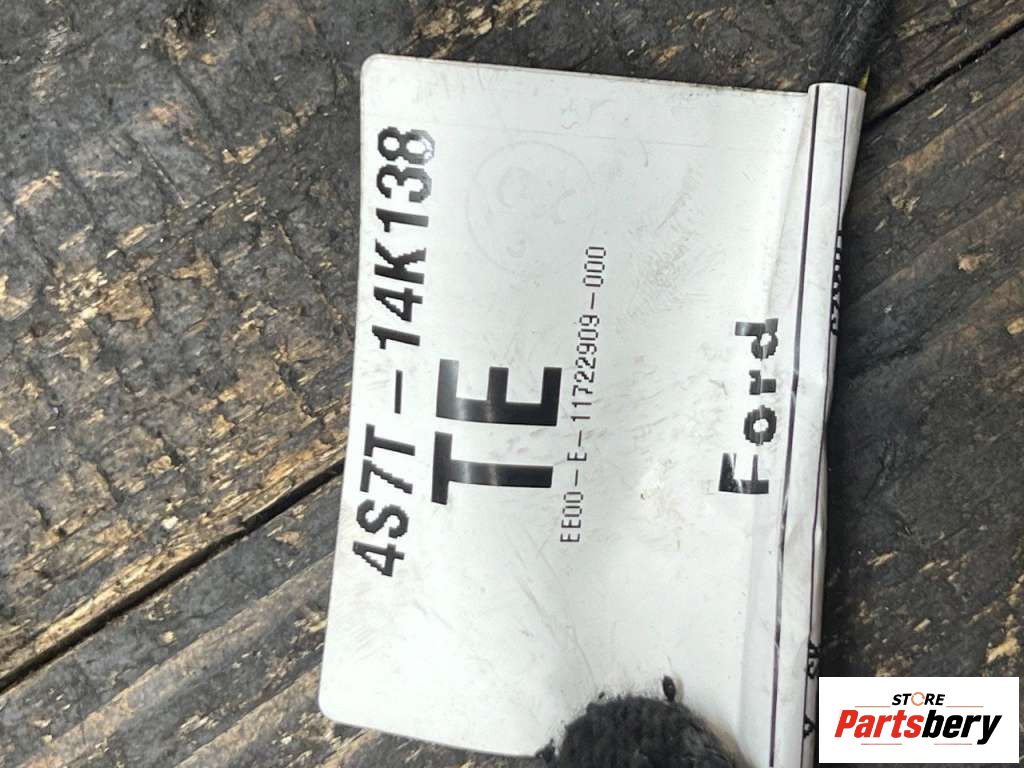 4S7T-14K138
TE
EE00-E-11722909-000
Ford
STORE
Partsbery